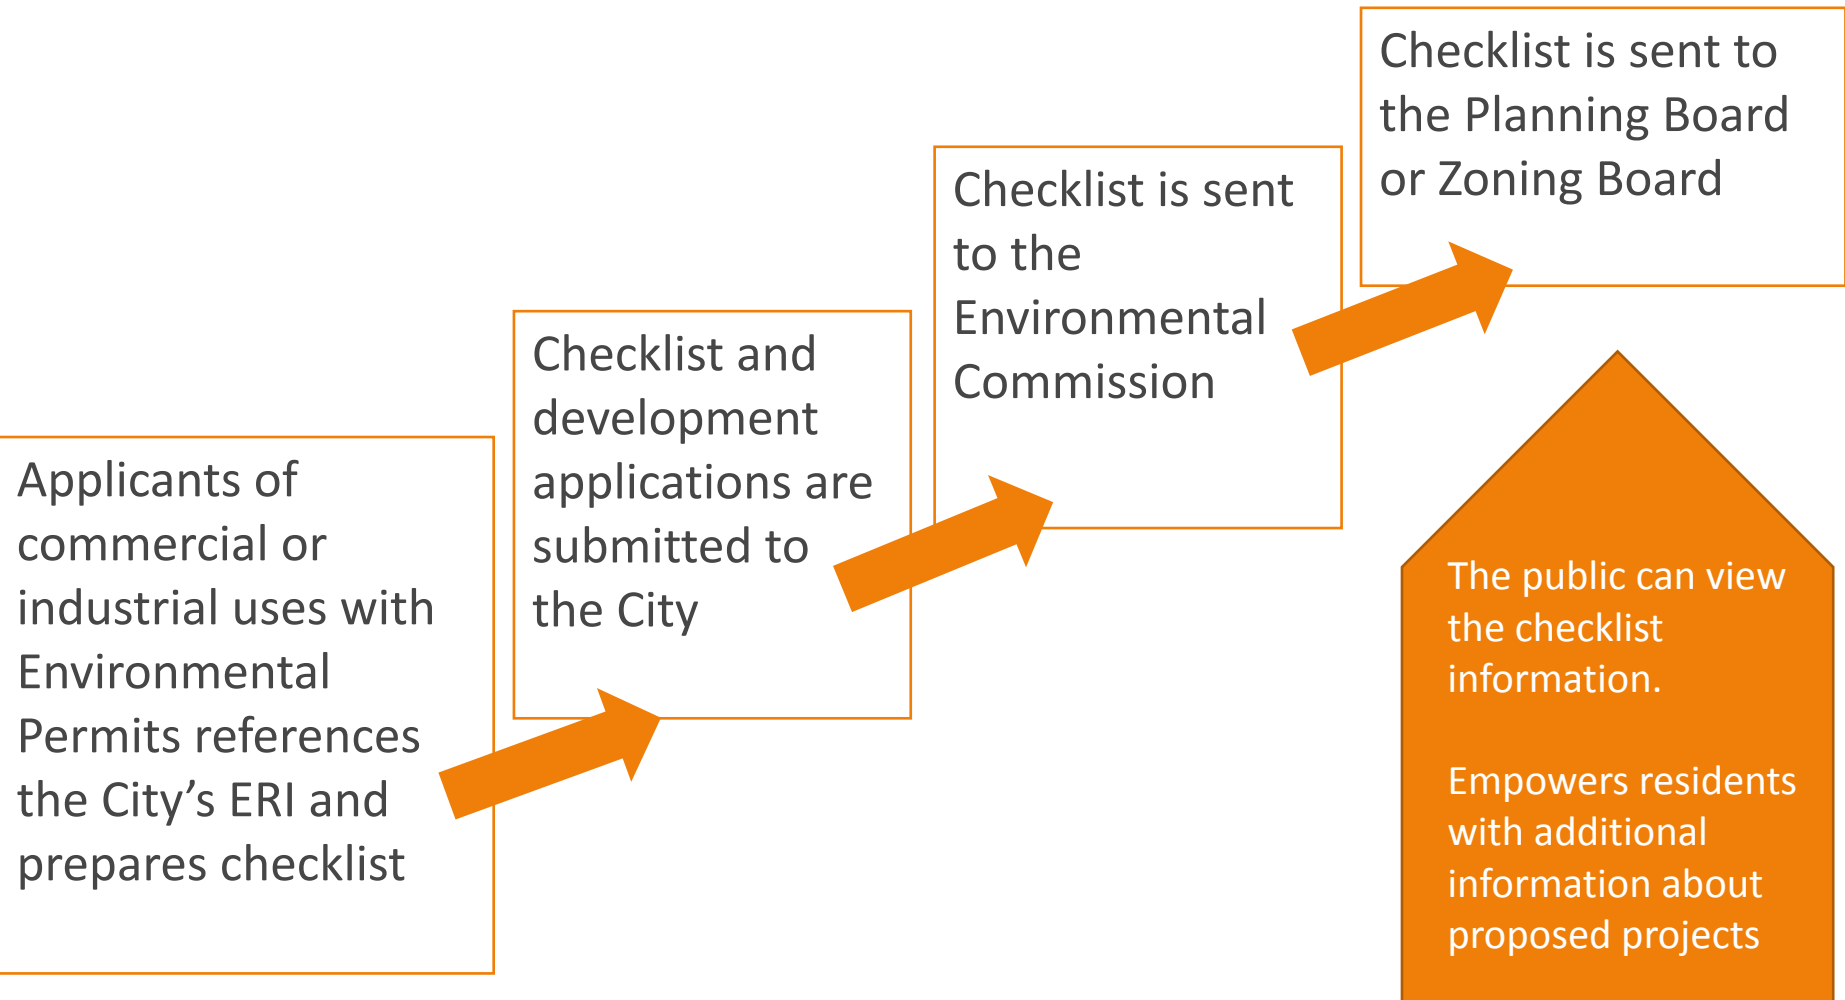 Applicants of
commercial or
industrial uses with
Environmental
Permits references
the City’s ERI and
prepares checklist
Checklist and
development
applications are
submitted to
the City
Checklist is sent
to the
Environmental
Commission
Checklist is sent to
the Planning Board
or Zoning Board
The public can view
the checklist
information.
Empowers residents
with additional
information about
proposed projects